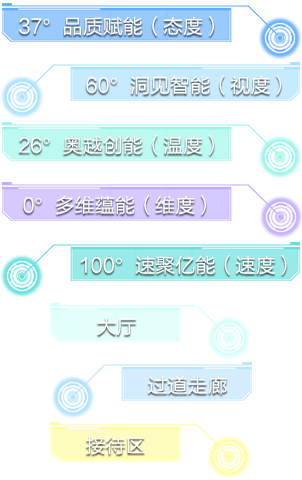 37° 品质赋能（态度）
60° 洞见智能（视度）
26° 奥越创能（温度）
0° 多维蕴能（维度）
100° 速聚亿能（速度）
大厅
过道走廊
接待区